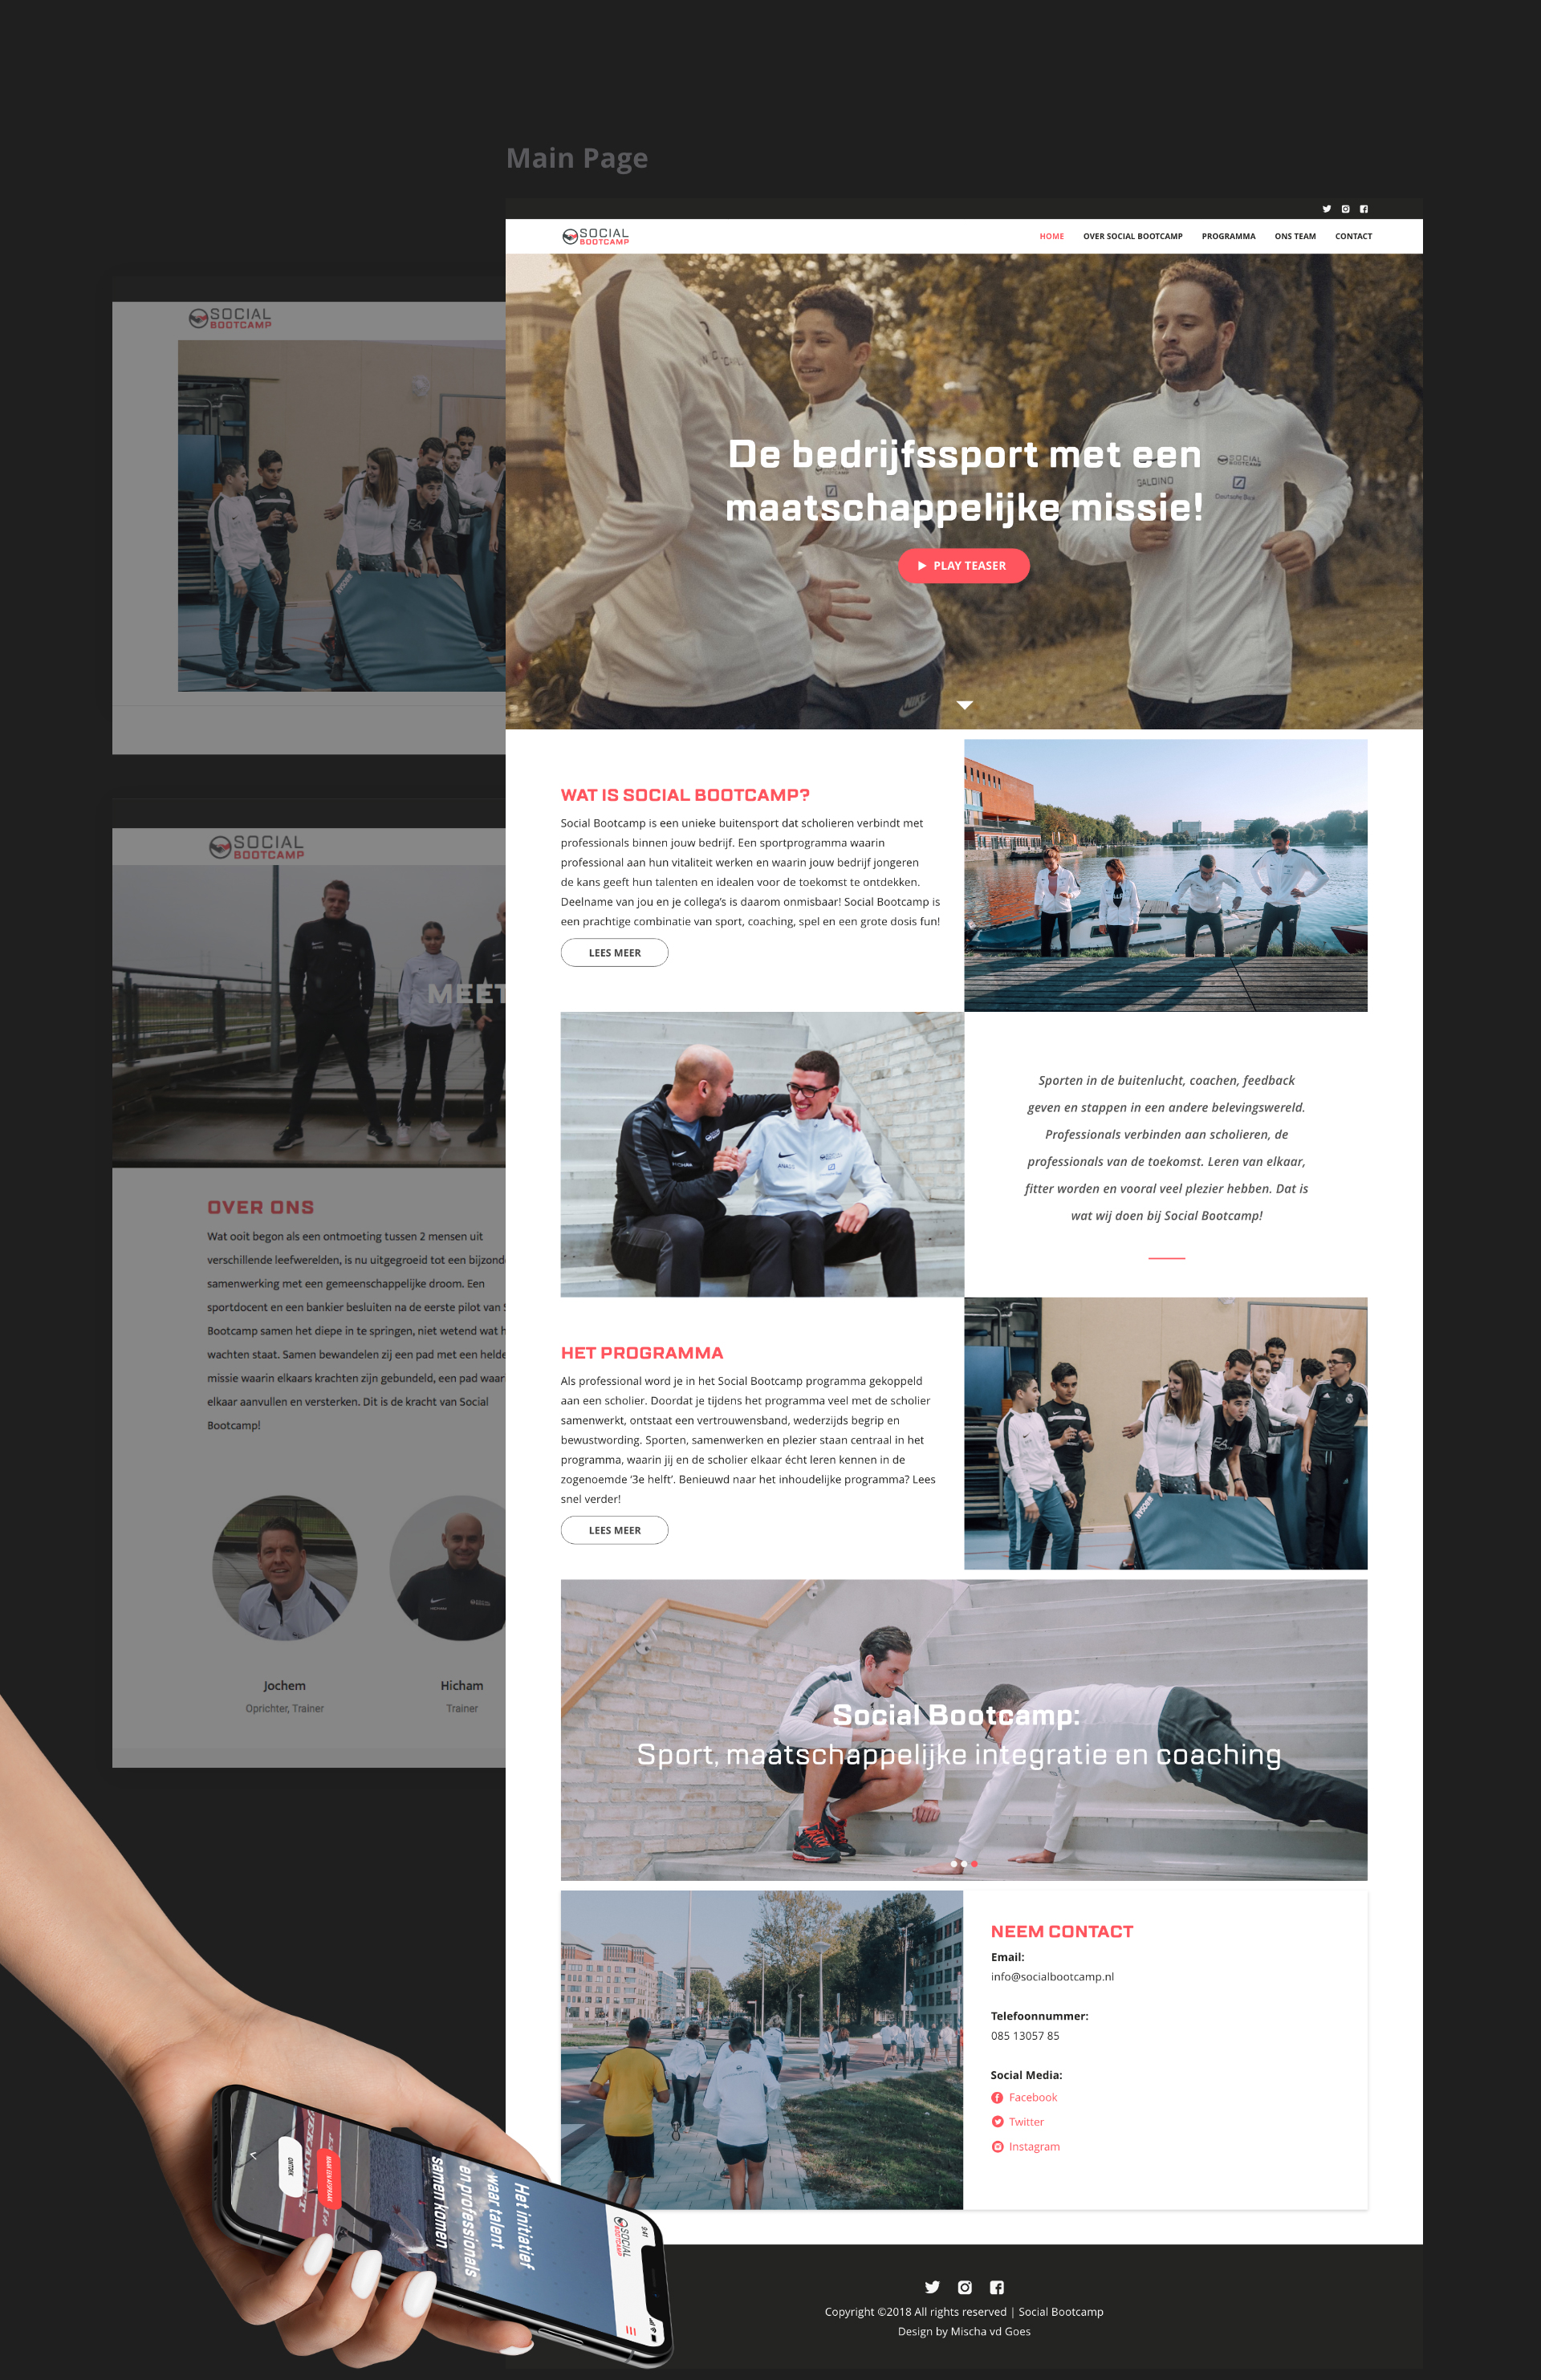 Main Page
SOCIAL
BOOTCAMP
HOME
OVER SOCIAL BOOTCAMP
PROGRAMMA
ONS TEAM
CONTACT
SOCIAL
BOOTCAMP
De bedrijfssport met een
maatschappelijke missie!
SOCIAL
BOOTCAMP
GALDINO
PLAY TEASER
NIKE
WAT IS SOCIAL BOOTCAMP?
Social Bootcamp is een unieke buitensport dat scholieren verbindt met
professionals binnen jouw bedrijf. Een sportprogramma waarin
professional aan hun vitaliteit werken en waarin jouw bedrijf jongeren
de kans geeft hun talenten en idealen voor de toekomst te ontdekken.
Deelname van jou en je collega's is daarom onmisbaar! Social Bootcamp is
een prachtige combinatie van sport, coaching, spel en een grote dosis fun!
LEES MEER
SOCIAL
BOOTCAMP
MEET
Sporten in de buitenlucht, coachen, feedback
geven en stappen in een andere belevingswereld.
Professionals verbinden aan scholieren, de
professionals van de toekomst. Leren van elkaar,
fitter worden en vooral veel plezier hebben. Dat is
wat wij doen bij Social Bootcamp!
OVER ONS
Wat ooit begon als een ontmoeting tussen 2 mensen uit
verschillende leefwerelden, is nu uitgegroeid tot een bijzond
samenwerking met een gemeenschappelijke droom. Een
sportdocent en een bankier besluiten na de eerste pilot van S
Bootcamp samen het diepe in te springen, niet wetend wat h
wachten staat. Samen bewandelen zij een pad met een helde
missie waarin elkaars krachten zijn gebundeld, een pad waar
elkaar aanvullen en versterken. Dit is de kracht van Social
Bootcamp!
HET PROGRAMMA
Als professional word je in het Social Bootcamp programma gekoppeld
aan een scholier. Doordat je tijdens het programma veel met de scholier
samenwerkt, ontstaat een vertrouwensband, wederzijds begrip en
bewustwording. Sporten, samenwerken en plezier staan centraal in het
programma, waarin jij en de scholier elkaar écht leren kennen in de
zogenoemde '3e helft'. Benieuwd naar het inhoudelijke programma? Lees
snel verder!
LEES MEER
Jochem
Oprichter, Trainer
Hicham
Trainer
Social Bootcamp:
Sport, maatschappelijke integratie en coaching
NEEM CONTACT
Email:
info@socialbootcamp.nl
Telefoonnummer:
085 13057 85
Social Media:
Facebook
Twitter
Instagram
9:41
SOCIAL
BOOTCAMP
Het initiatief
waar talent
en professionals
samen komen
MAAK EEN AFSPRAAK
ONTDEK
Copyright ©2018 All rights reserved | Social Bootcamp
Design by Mischa vd Goes